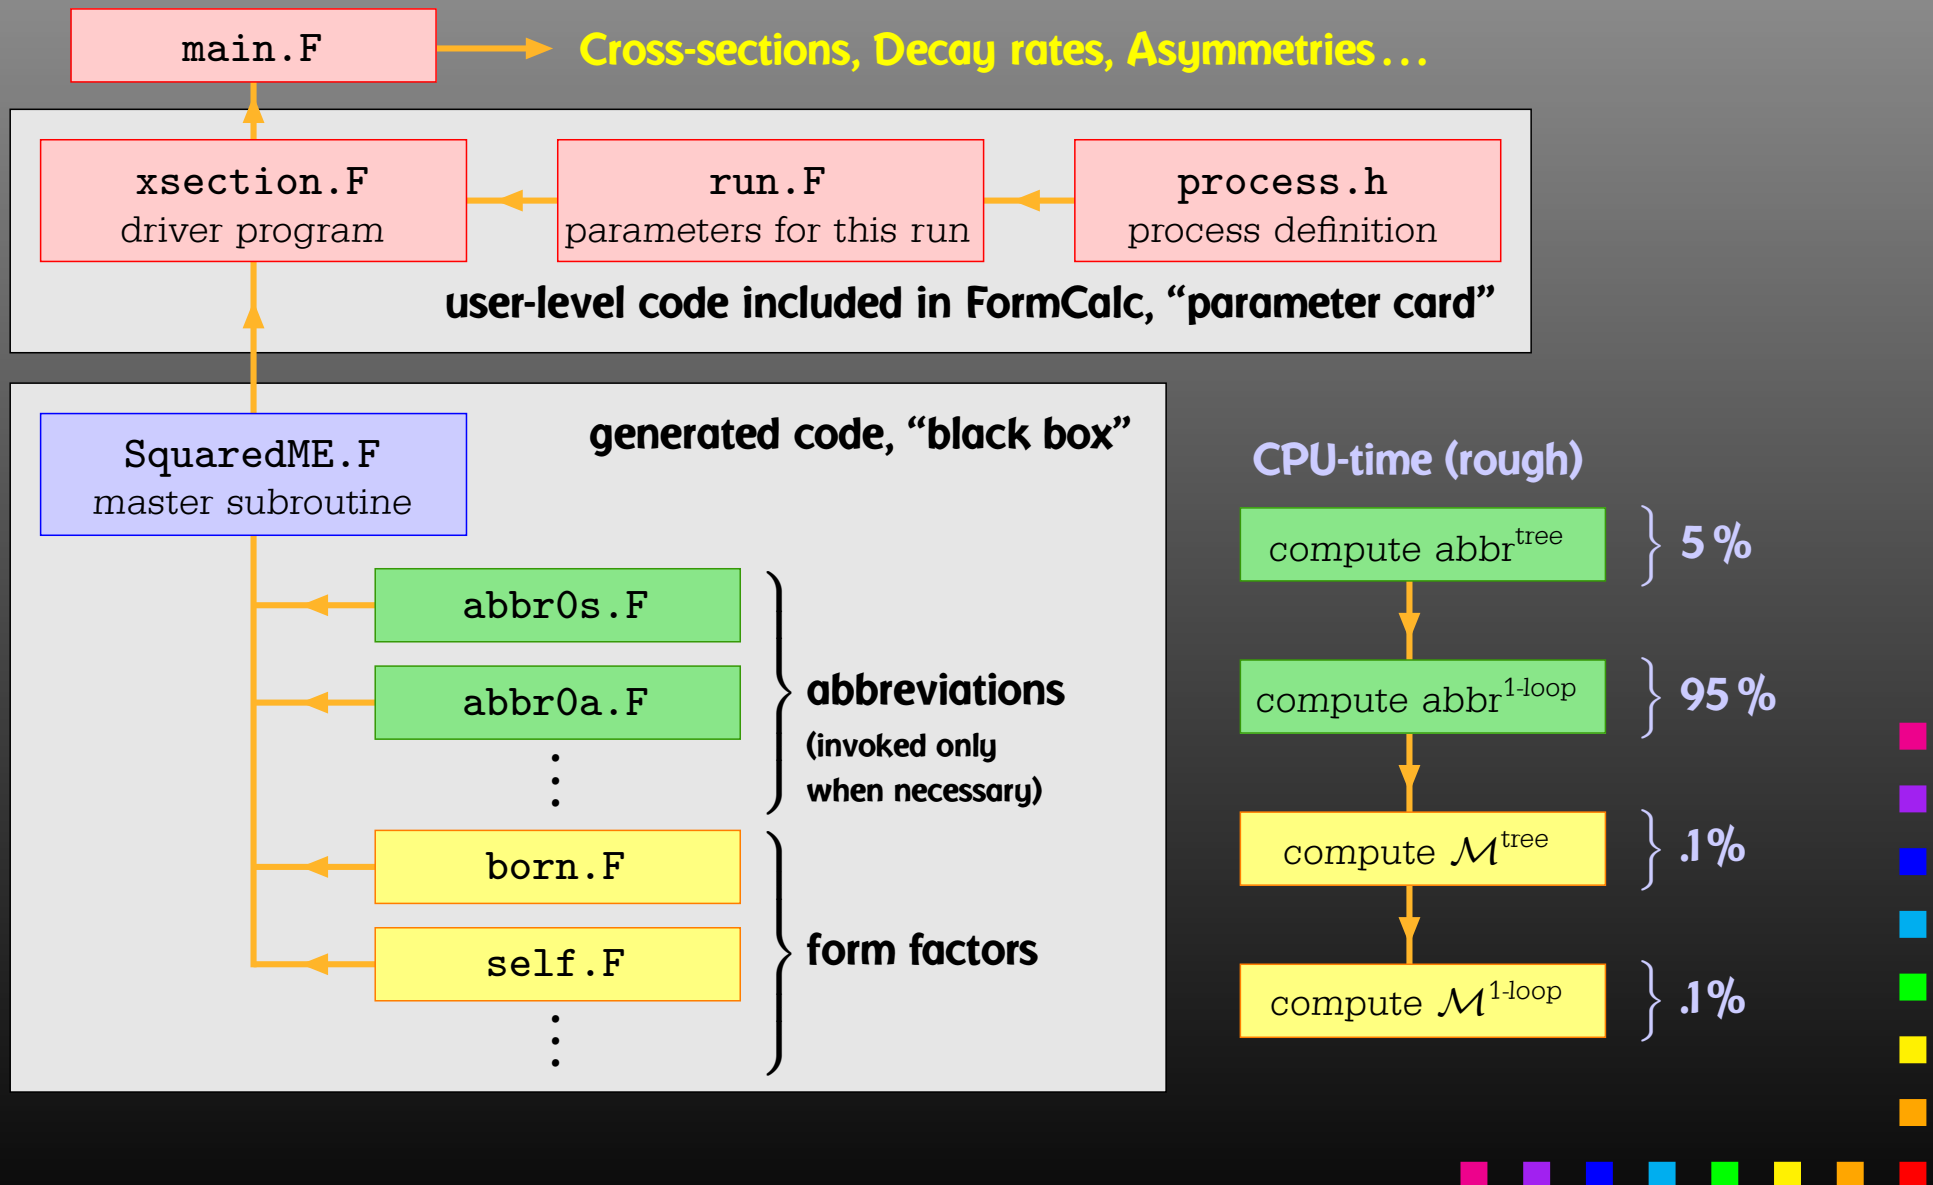 main.F
Cross-sections, Decay rates, Asymmetries...
xsection.F
driver program
run.F
parameters for this run
process.h
process definition
user-level code included in FormCalc, “parameter card”
generated code, “black box”
SquaredME.F
master subroutine
abbr0s.F
abbr0a.F
⋮
abbreviations
(invoked only
when necessary)
born.F
self.F
⋮
form factors
CPU-time (rough)
compute abbr^tree
5 %
compute abbr^1-loop
95 %
compute ℳ^tree
.1%
compute ℳ^1-loop
.1%